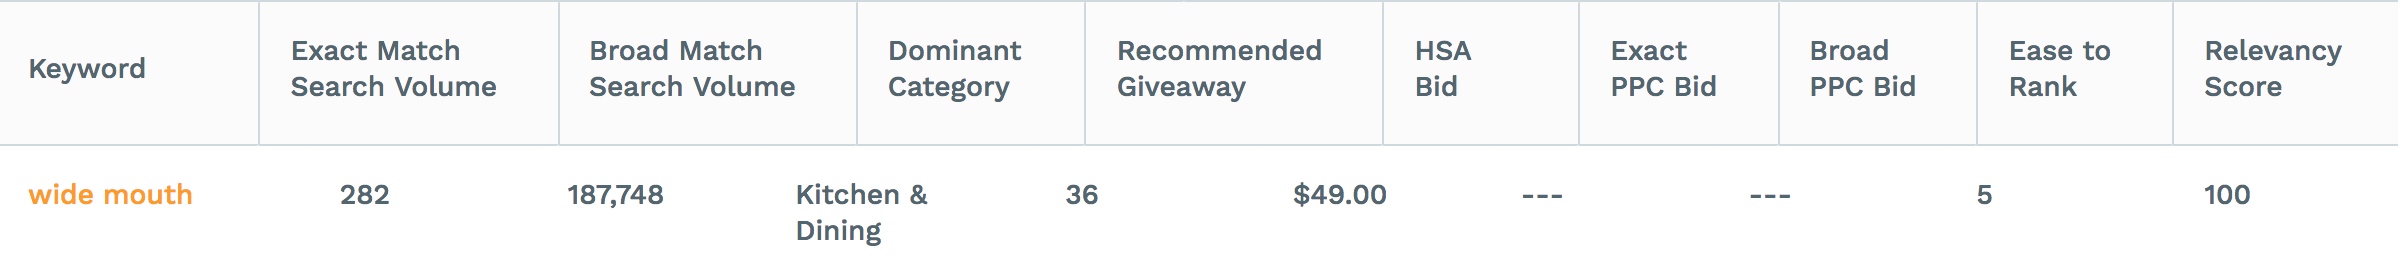 Keyword
Exact Match
Search Volume
Broad Match
Search Volume
Dominant
Category
Recommended
Giveaway
HSA
Bid
Exact
PPC Bid
Broad
PPC Bid
Ease to
Rank
Relevancy
Score
wide mouth
282
187,748
Kitchen &
Dining
36
$49.00
---
---
5
100